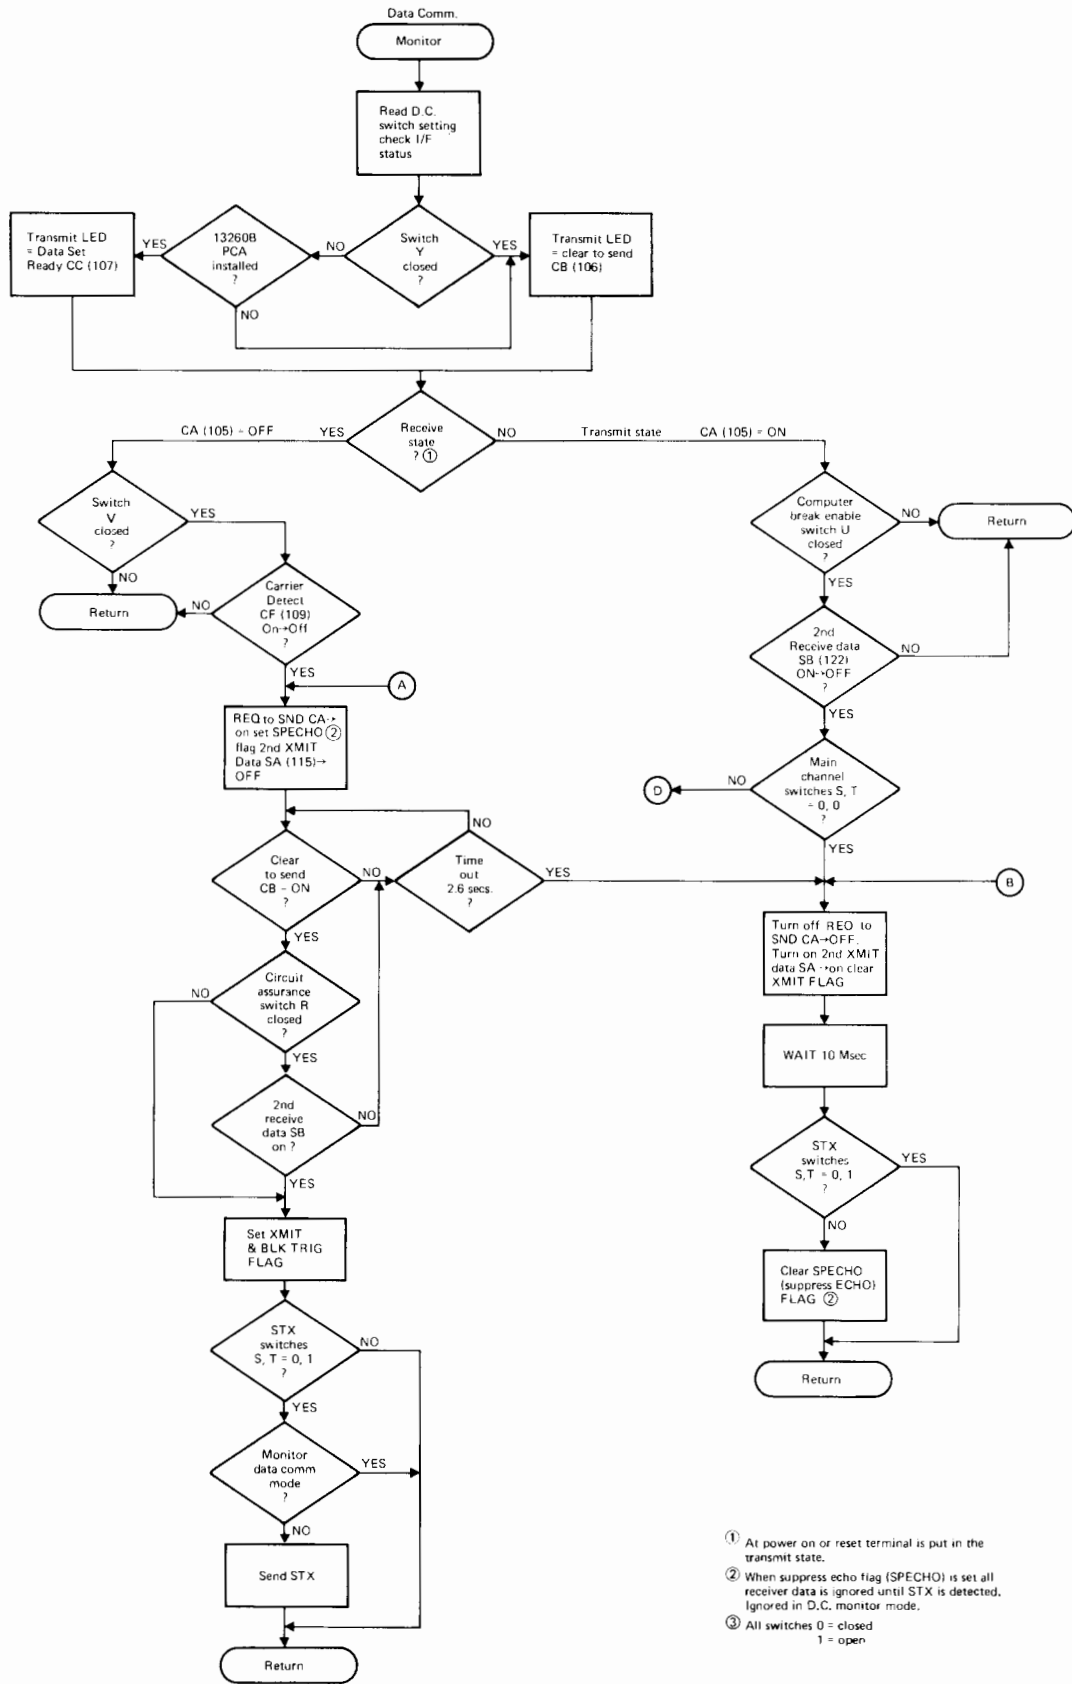 Data Comm.
Monitor
Read D.C.
switch setting
check I/F
status
Transmit LED
= Data Set
Ready CC (107)
YES
13260B
PCA
installed
?
NO
NO
Switch
Y
closed
?
YES
Transmit LED
= clear to send
CB (106)
CA (105) = OFF
YES
Receive
state
? ①
NO
Transmit state
CA (105) = ON
Switch
V
closed
?
YES
NO
Return
NO
Carrier
Detect
CF (109)
On→Off
?
YES
A
REQ to SND CA→
on set SPECHO ②
flag 2nd XMIT
Data SA (115)→
OFF
Clear
to send
CB = ON
?
NO
YES
NO
Time
out
2.6 secs.
?
YES
NO
Circuit
assurance
switch R
closed
?
YES
2nd
receive
data SB
on ?
NO
YES
Set XMIT
& BLK TRIG
FLAG
STX
switches
S, T = 0, 1
?
NO
YES
Monitor
data comm
mode
?
YES
NO
Send STX
Return
Computer
break enable
switch U
closed
?
NO
Return
YES
2nd
Receive data
SB (122)
ON→OFF
?
NO
YES
Main
channel
switches S, T
= 0, 0
?
NO
D
YES
B
Turn off REQ to
SND CA→OFF.
Turn on 2nd XMIT
data SA→on clear
XMIT FLAG
WAIT 10 Msec
STX
switches
S,T = 0, 1
?
YES
NO
Clear SPECHO
(suppress ECHO)
FLAG ②
Return
① At power on or reset terminal is put in the
transmit state.
② When suppress echo flag (SPECHO) is set all
receiver data is ignored until STX is detected.
Ignored in D.C. monitor mode.
③ All switches 0 = closed
1 = open